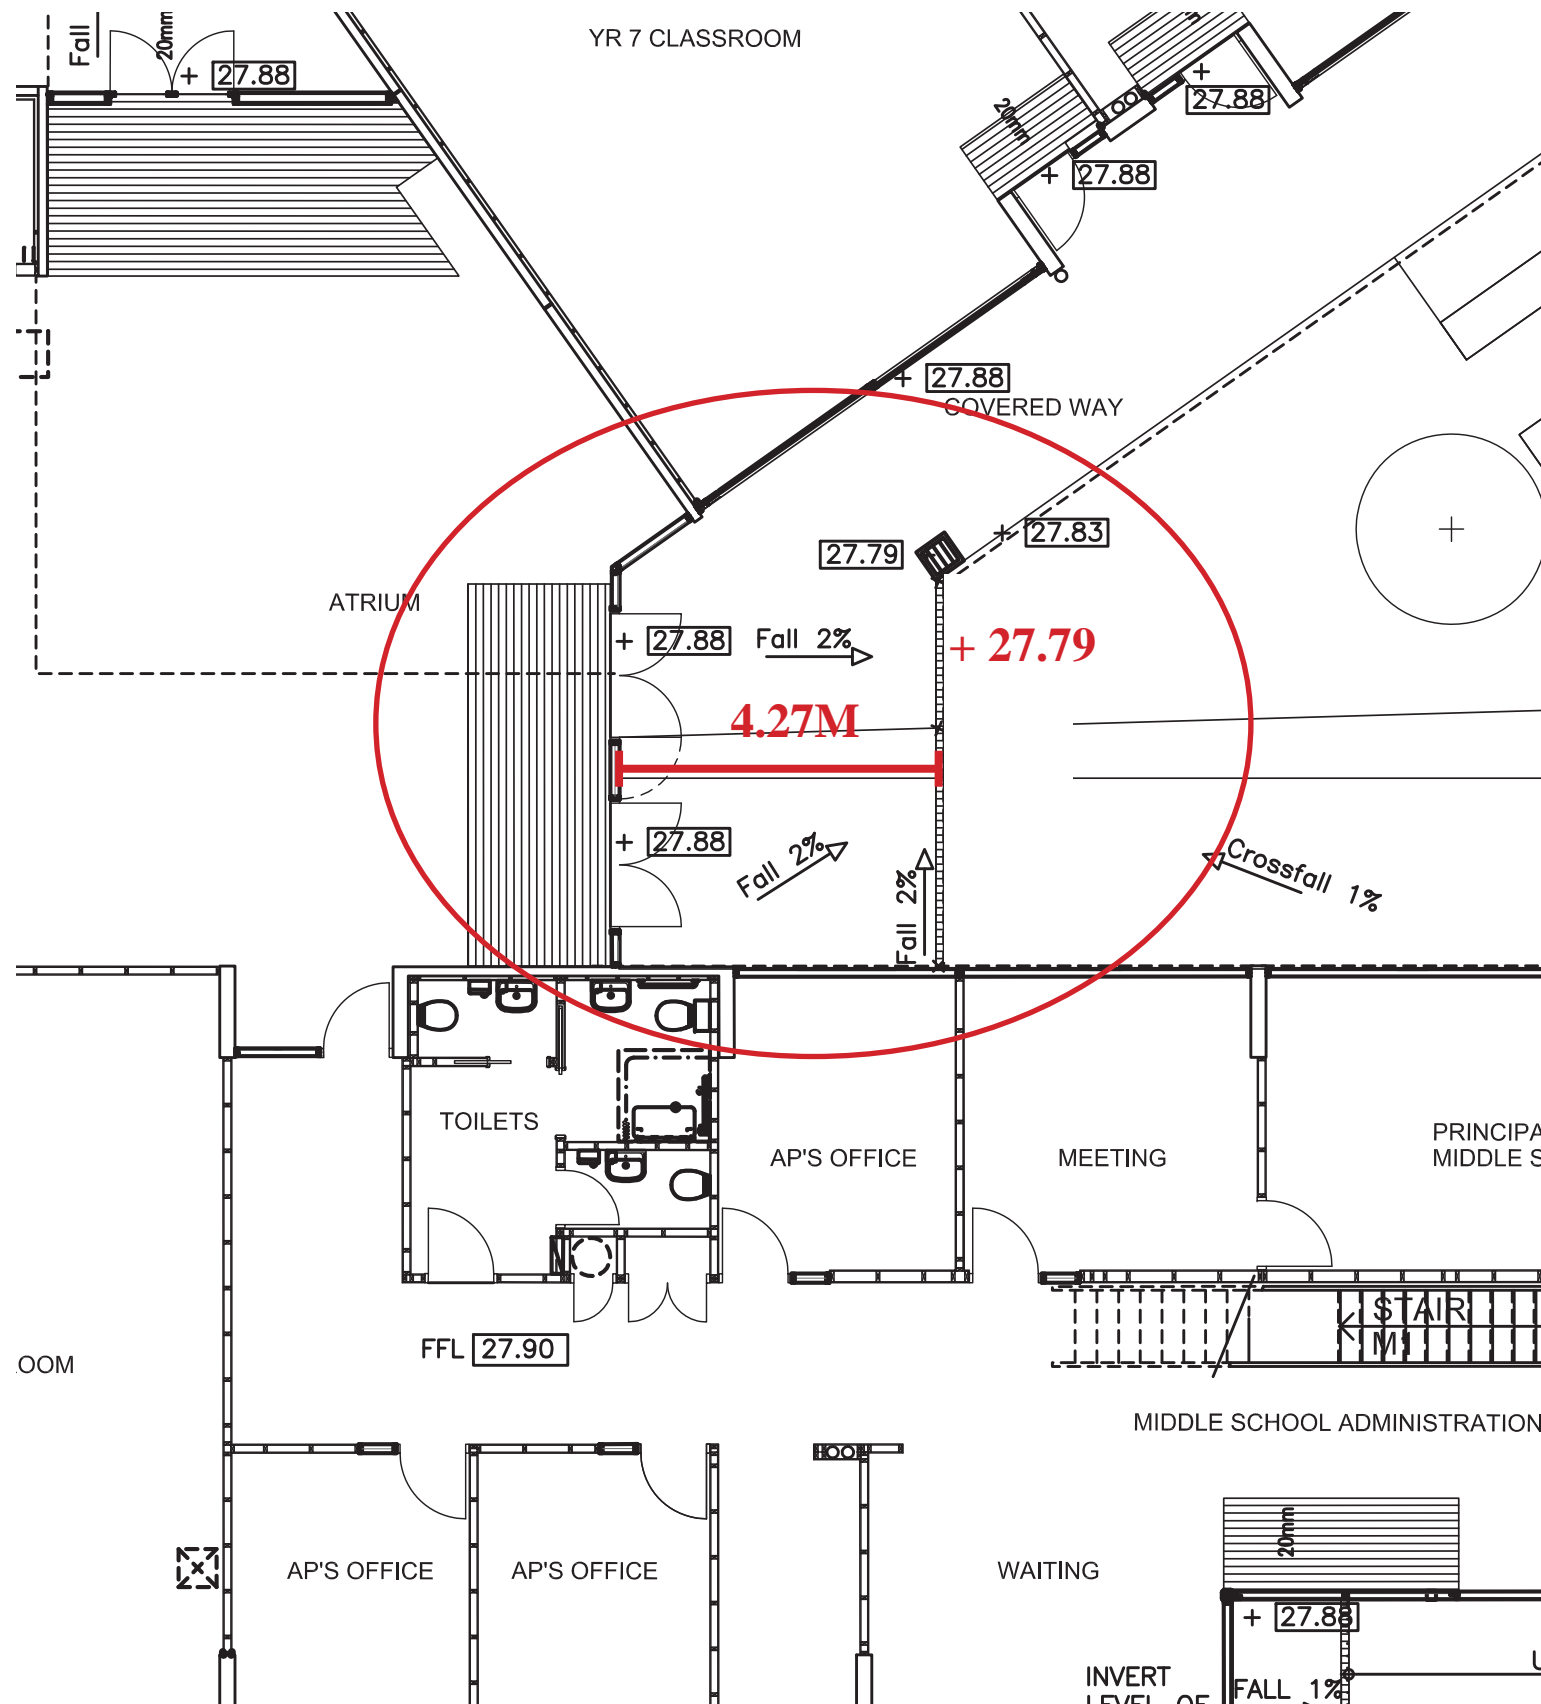 YR 7 CLASSROOM
Fall
20mm
+ 27.88
+
27.88
20mm
+ 27.88
+ 27.88
COVERED WAY
27.79
+ 27.83
ATRIUM
+ 27.88
Fall 2%
+ 27.79
4.27M
+ 27.88
Fall 2%
Fall 2%
Crossfall 1%
TOILETS
AP'S OFFICE
MEETING
PRINCIPA
MIDDLE S
STAIR
M1
FFL 27.90
OOM
MIDDLE SCHOOL ADMINISTRATION
20mm
AP'S OFFICE
AP'S OFFICE
WAITING
+ 27.88
INVERT
LEVEL OF
FALL 1%